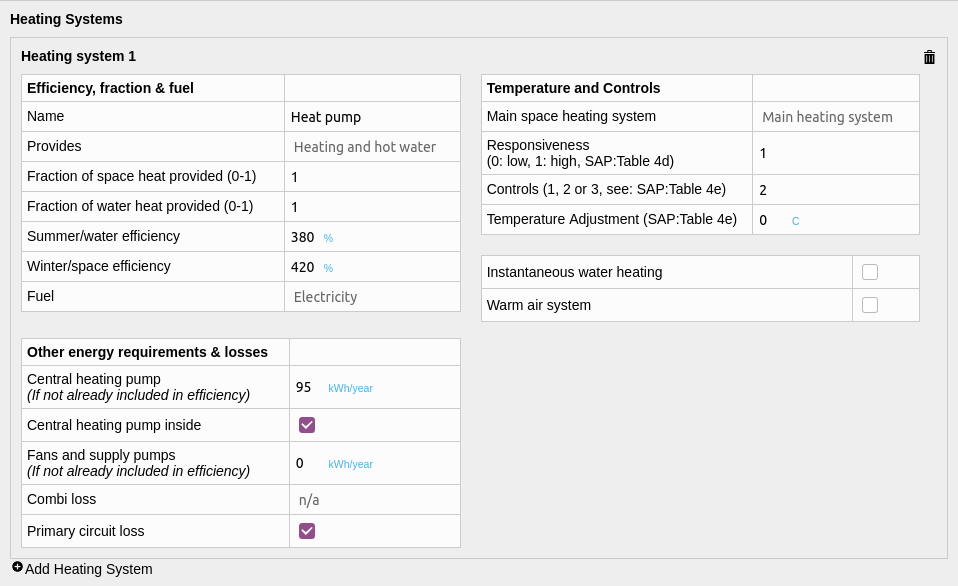 Heating Systems
Heating system 1
Efficiency, fraction & fuel
Name Heat pump
Provides Heating and hot water
Fraction of space heat provided (0-1) 1
Fraction of water heat provided (0-1) 1
Summer/water efficiency 380 %
Winter/space efficiency 420 %
Fuel Electricity
Other energy requirements & losses
Central heating pump
(If not already included in efficiency) 95 kWh/year
Central heating pump inside
Fans and supply pumps
(If not already included in efficiency) 0 kWh/year
Combi loss n/a
Primary circuit loss
Temperature and Controls
Main space heating system Main heating system
Responsiveness
(0: low, 1: high, SAP:Table 4d) 1
Controls (1, 2 or 3, see: SAP:Table 4e) 2
Temperature Adjustment (SAP:Table 4e) 0 C
Instantaneous water heating
Warm air system
Add Heating System